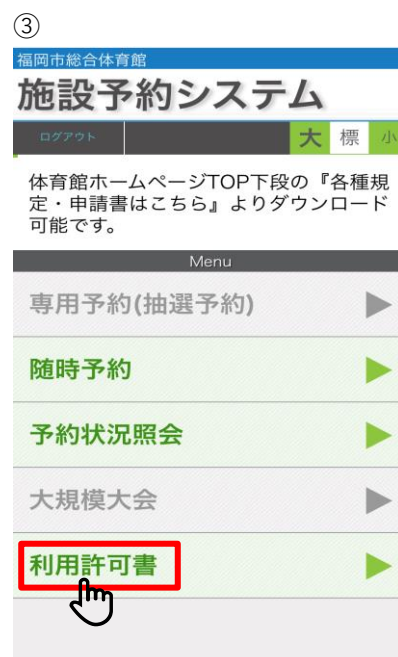 ③
福岡市総合体育館
施設予約システム
ログアウト
大 標 小
体育館ホームページTOP下段の『各種規
定・申請書はこちら』よりダウンロード
可能です。
Menu
専用予約(抽選予約)
随時予約
予約状況照会
大規模大会
利用許可書